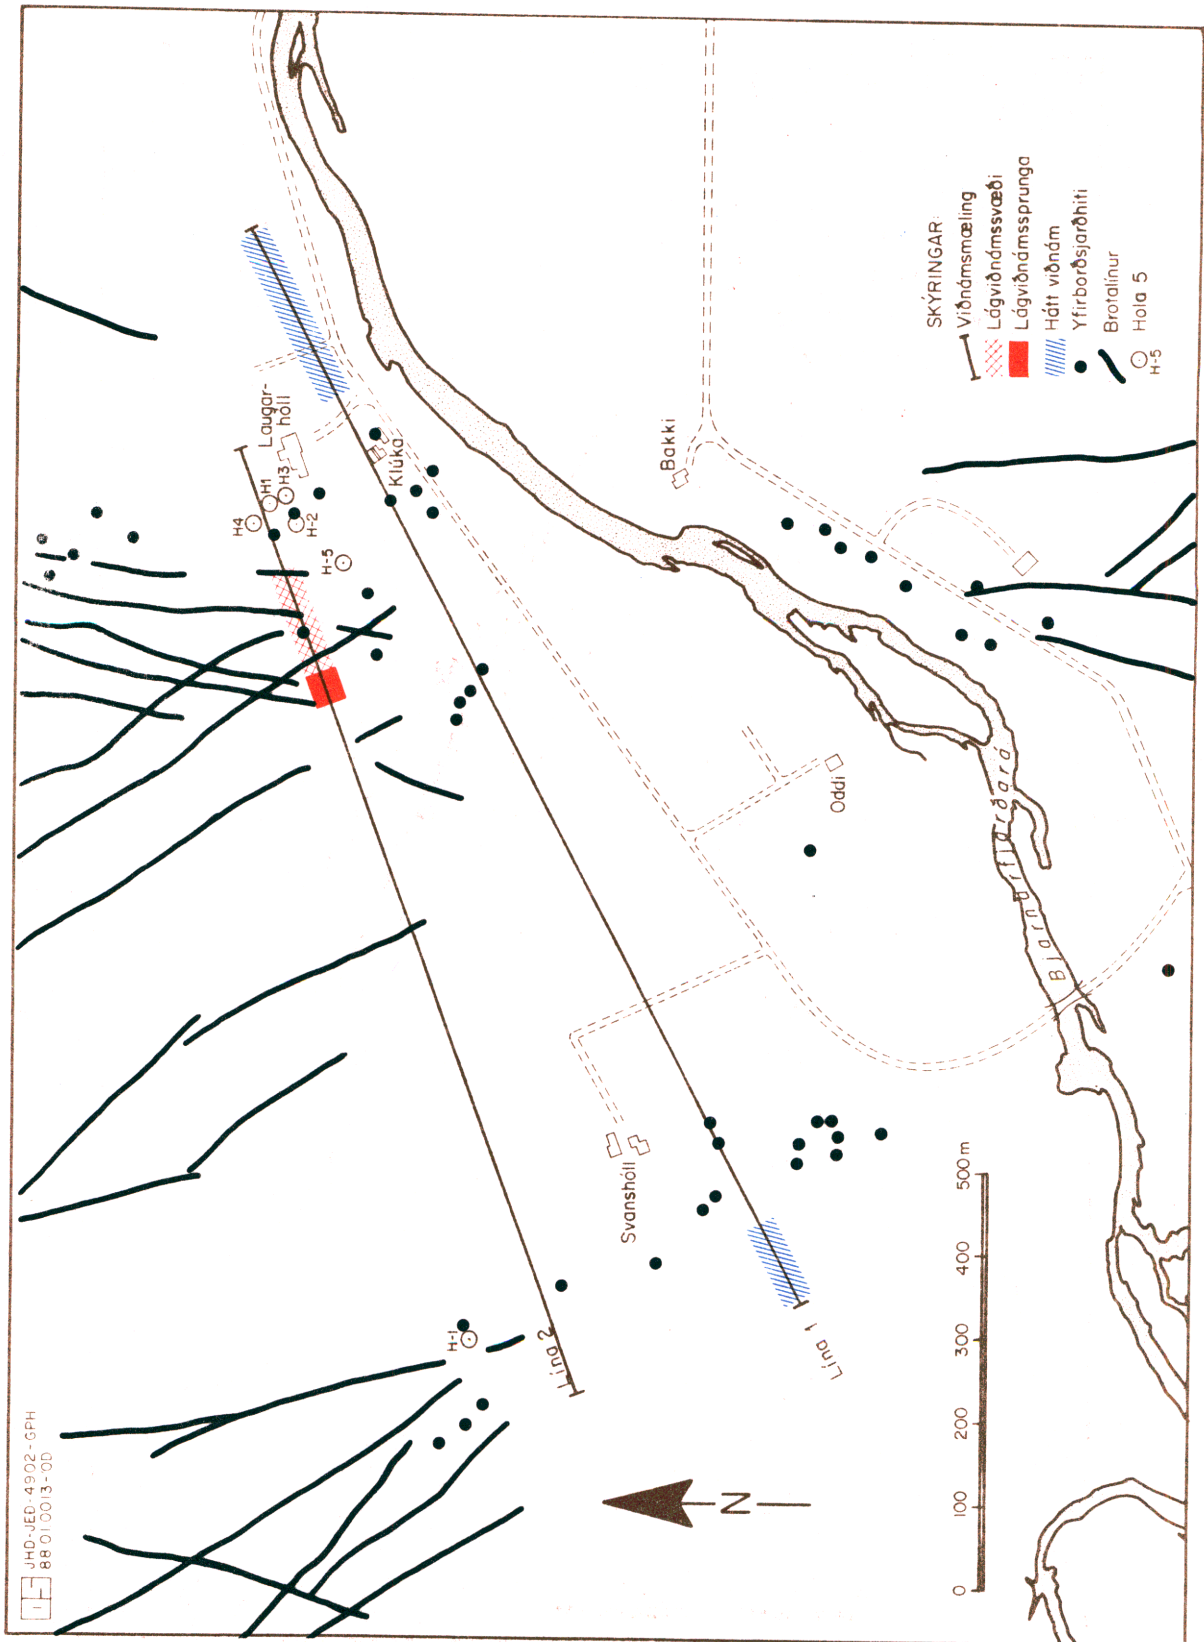 JHD-JED-4902-GPH
88 01 0013-OD
SKÝRINGAR:
Viðnámsmæling
Lágviðnámssvæði
Lágviðnámssprunga
Hátt viðnám
Yfirborðsjarðhiti
Brotalínur
H-5
Hola 5
Laugar-
hóll
H1
H3
H4
H-2
H-5
Klúka
Bakki
Oddi
Bjarnarfjarðará
Svanshóll
H-1
Lína 2
Lína 1
N
0
100
200
300
400
500m